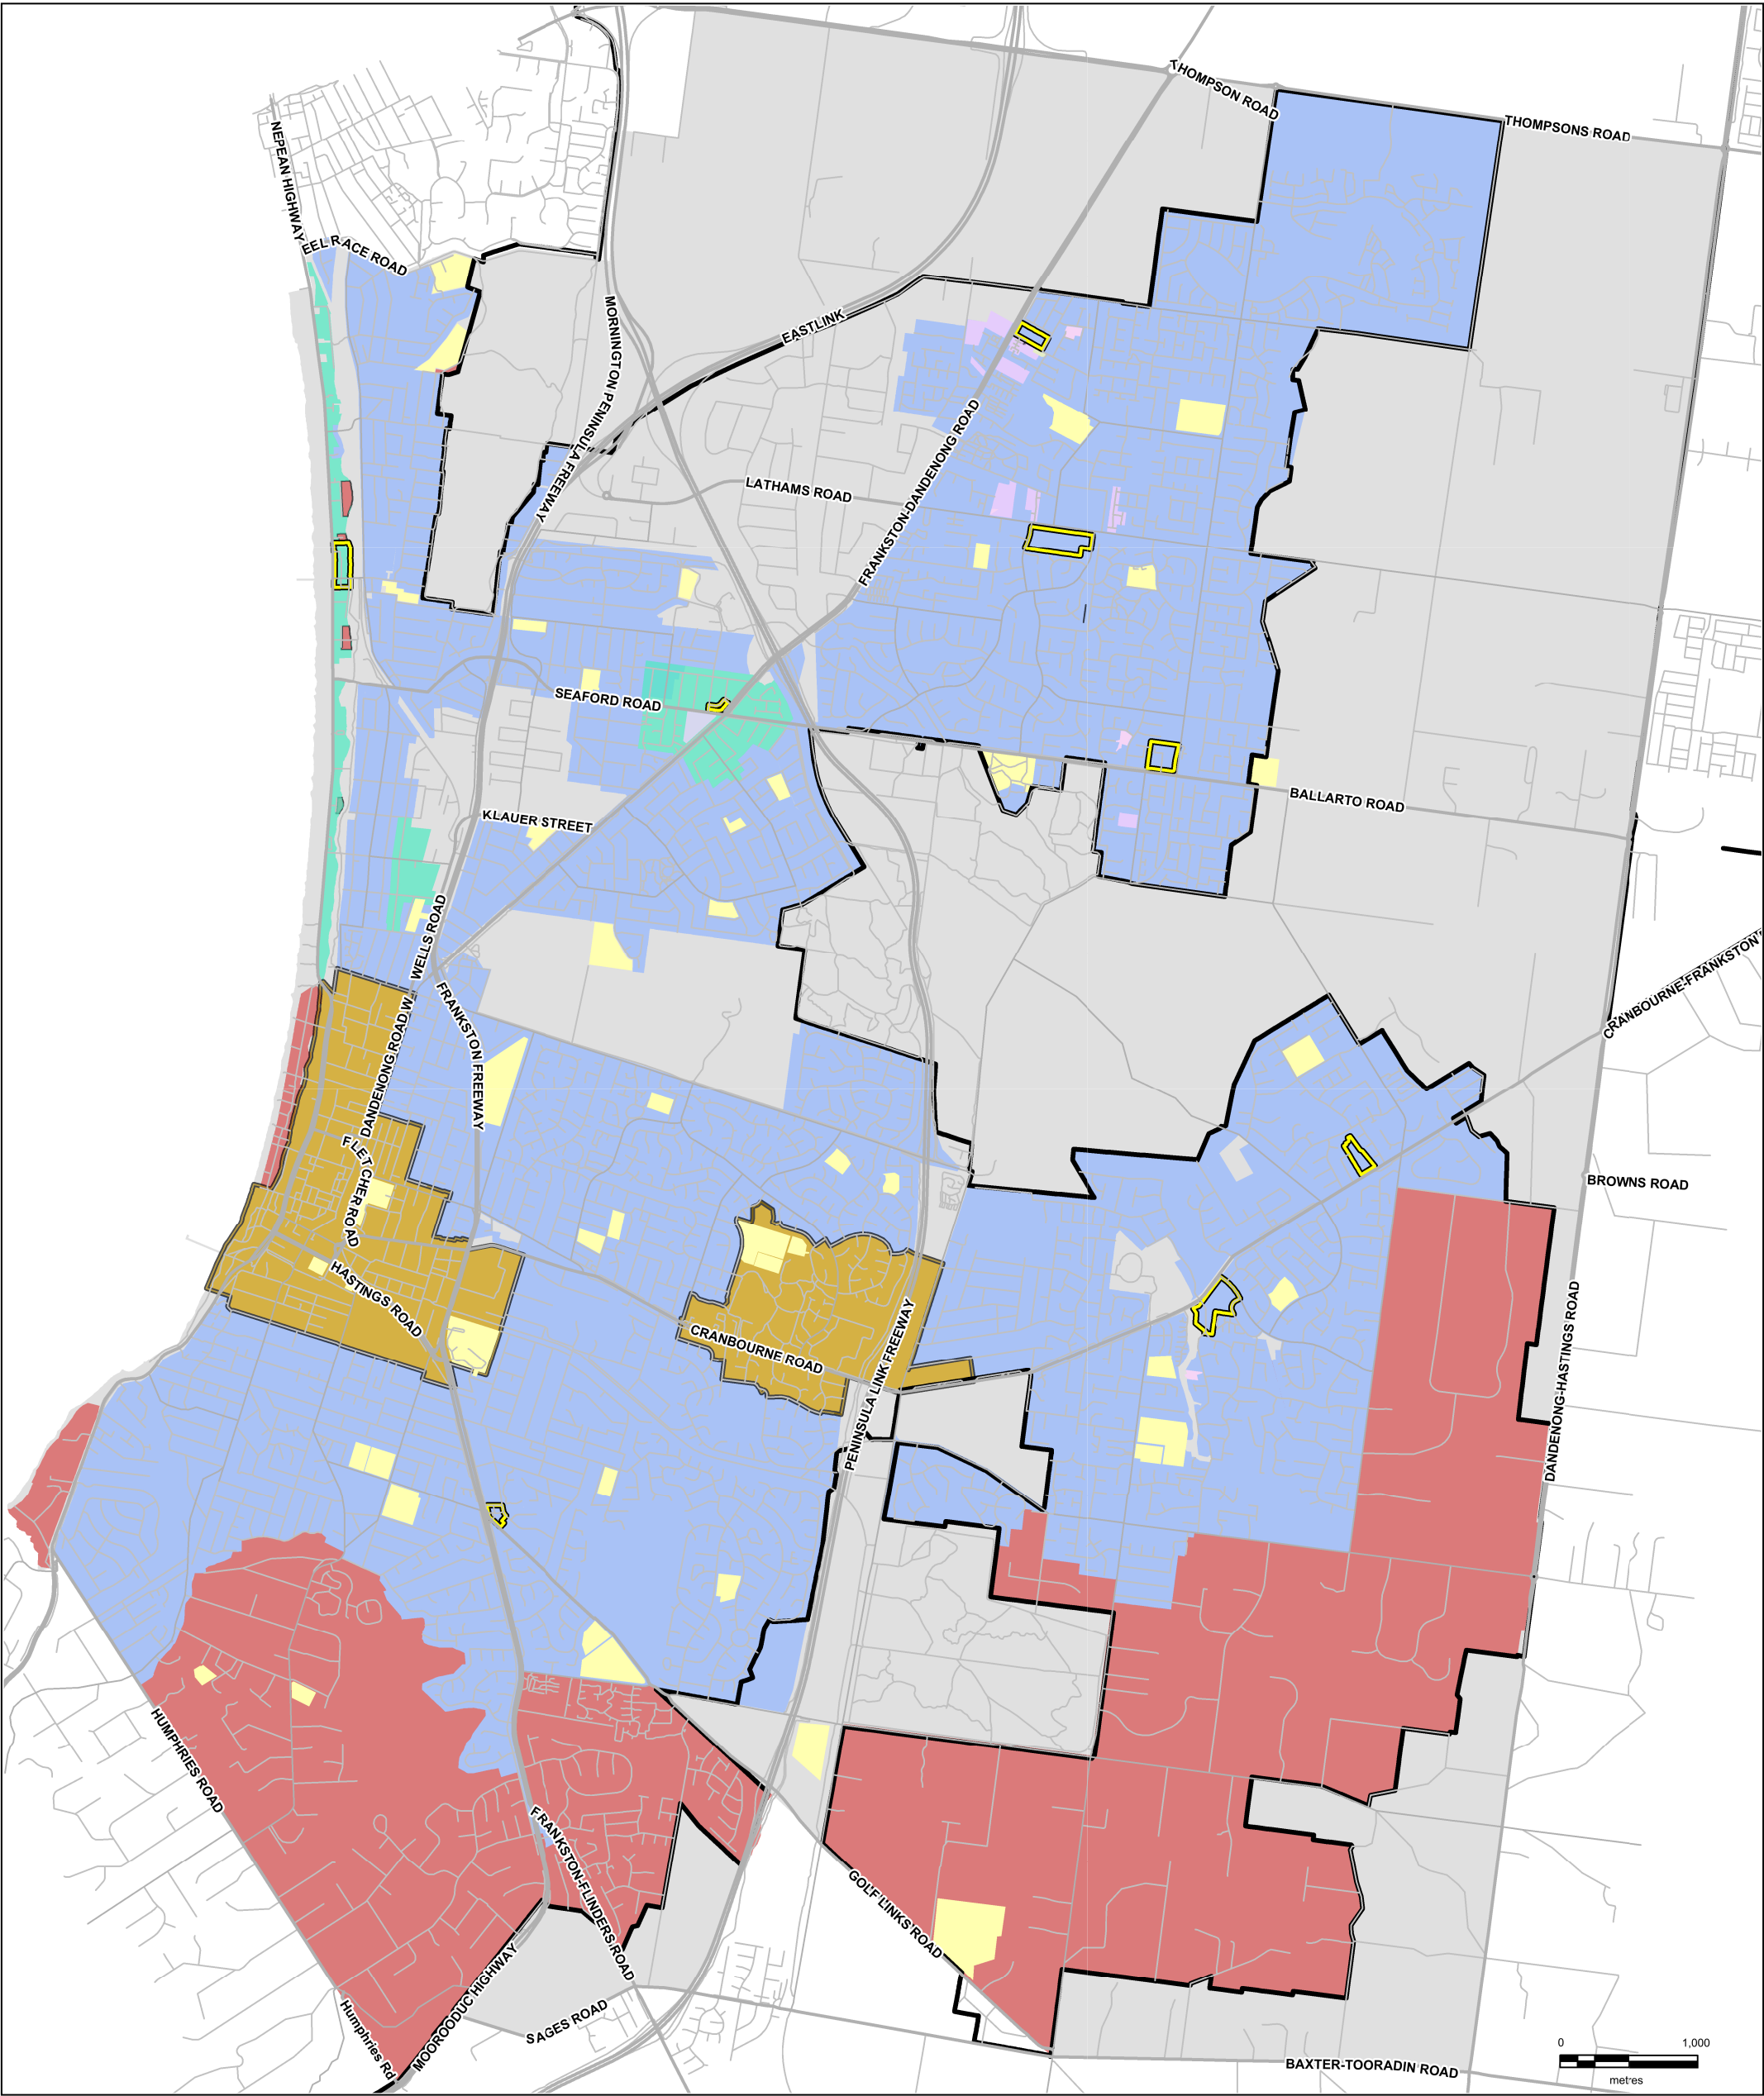 THOMPSON ROAD
THOMPSONS ROAD
NEPEAN HIGHWAY
EEL RACE ROAD
MORNINGTON PENINSULA FREEWAY
EASTLINK
LATHAMS ROAD
FRANKSTON-DANDENONG ROAD
SEAFORD ROAD
BALLARTO ROAD
KLAUER STREET
WELLS ROAD
CRANBOURNE-FRANKSTON
DANDENONG ROAD W
FRANKSTON FREEWAY
FLETCHER ROAD
BROWNS ROAD
HASTINGS ROAD
CRANBOURNE ROAD
PENINSULA LINK FREEWAY
DANDENONG-HASTINGS ROAD
HUMPHRIES ROAD
FRANKSTON-FLINDERS ROAD
GOLF LINKS ROAD
MOOROODUC HIGHWAY
SAGES ROAD
Humphries Rd
BAXTER-TOORADIN ROAD
0 1,000
metres